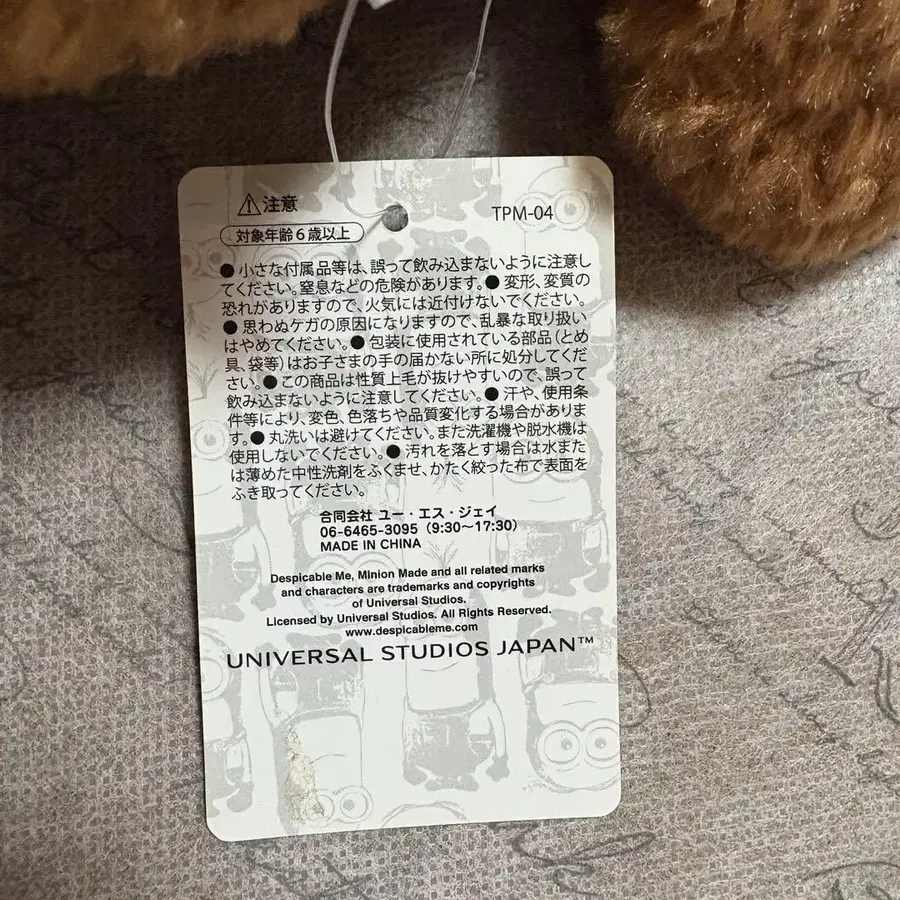 ⚠注意
TPM-04
対象年齢6歳以上
● 小さな付属品等は、誤って飲み込まないように注意し
てください。窒息などの危険があります。● 変形、変質の
恐れがありますので、火気には近付けないでください。
● 思わぬケガの原因になりますので、乱暴な取り扱い
はやめてください。● 包装に使用されている部品（とめ
具、袋等）はお子さまの手の届かない所に処分してくだ
さい。● この商品は性質上毛が抜けやすいので、誤って
飲み込まないように注意してください。● 汗や、使用条
件等により、変色、色落ちや品質変化する場合がありま
す。● 丸洗いは避けてください。また洗濯機や脱水機は
使用しないでください。● 汚れを落とす場合は水また
は薄めた中性洗剤をふくませ、かたく絞った布で表面を
ふき取ってください。
合同会社 ユー・エス・ジェイ
06-6465-3095（9:30〜17:30）
MADE IN CHINA
Despicable Me, Minion Made and all related marks
and characters are trademarks and copyrights
of Universal Studios.
Licensed by Universal Studios. All Rights Reserved.
www.despicableme.com
UNIVERSAL STUDIOS JAPAN™